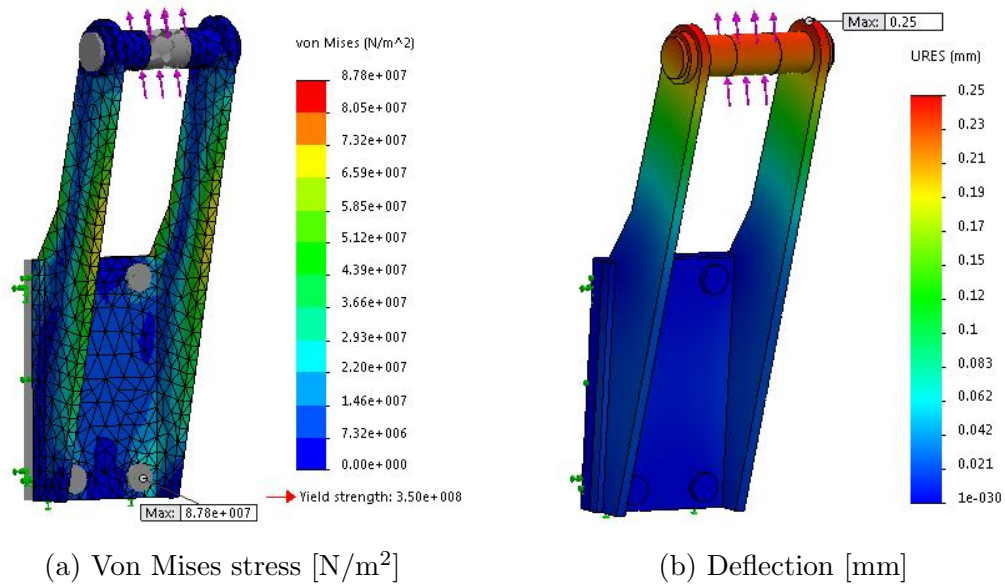 von Mises (N/m^2)
8.78e+007
8.05e+007
7.32e+007
6.59e+007
5.85e+007
5.12e+007
4.39e+007
3.66e+007
2.93e+007
2.20e+007
1.46e+007
7.32e+006
0.00e+000
Yield strength: 3.50e+008
Max: 8.78e+007
(a) Von Mises stress [N/m²]
Max: 0.25
URES (mm)
0.25
0.23
0.21
0.19
0.17
0.15
0.12
0.1
0.083
0.062
0.042
0.021
1e-030
(b) Deflection [mm]